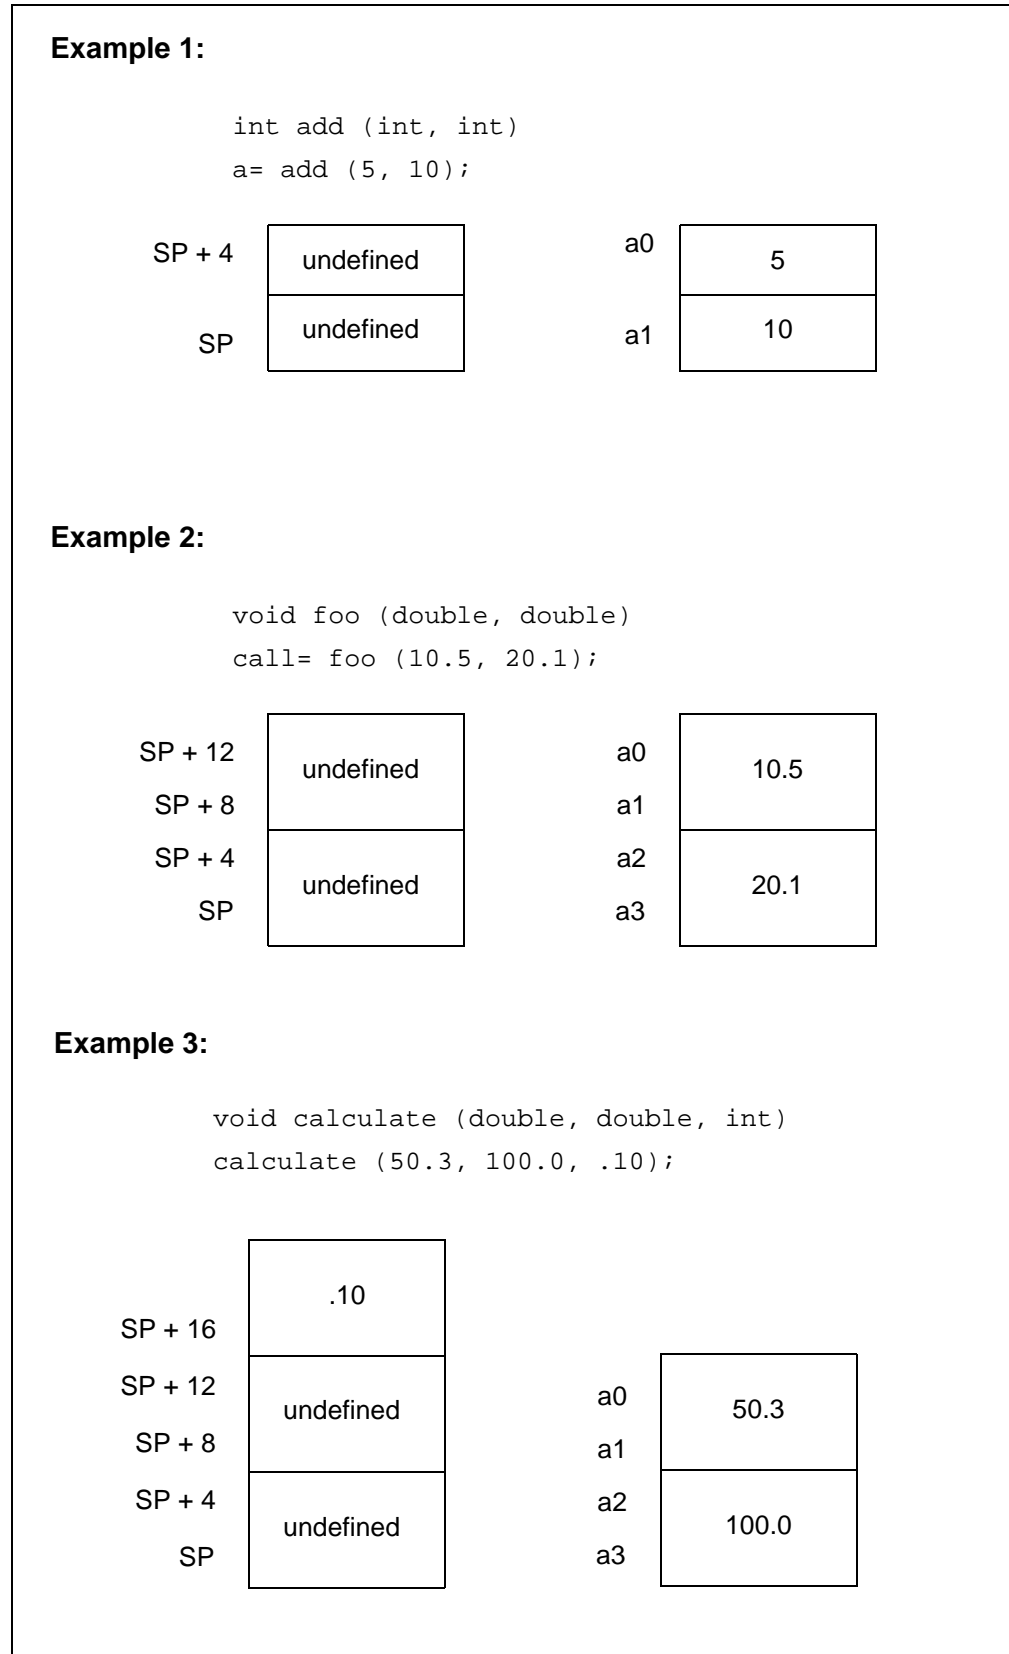 Example 1:
int add (int, int)
a= add (5, 10);
SP + 4 undefined a0 5
SP undefined a1 10
Example 2:
void foo (double, double)
call= foo (10.5, 20.1);
SP + 12 undefined a0 10.5
SP + 8 a1
SP + 4 undefined a2 20.1
SP a3
Example 3:
void calculate (double, double, int)
calculate (50.3, 100.0, .10);
.10
SP + 16
SP + 12 undefined a0 50.3
SP + 8 a1
SP + 4 undefined a2 100.0
SP a3